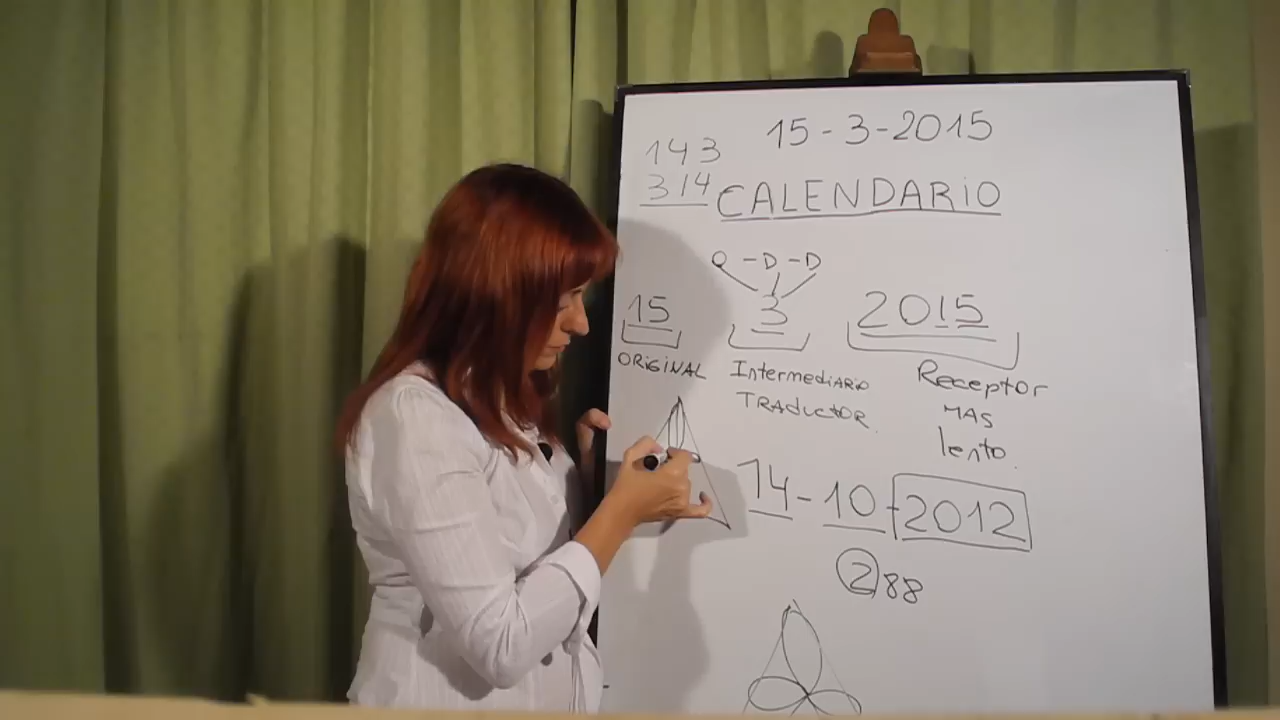 15-3-2015
143
314
CALENDARIO
O-D-D
15 3 2015
ORIGINAL
Intermediario
TRAductOR
Receptor
MAS
lento.
14-10-2012
288